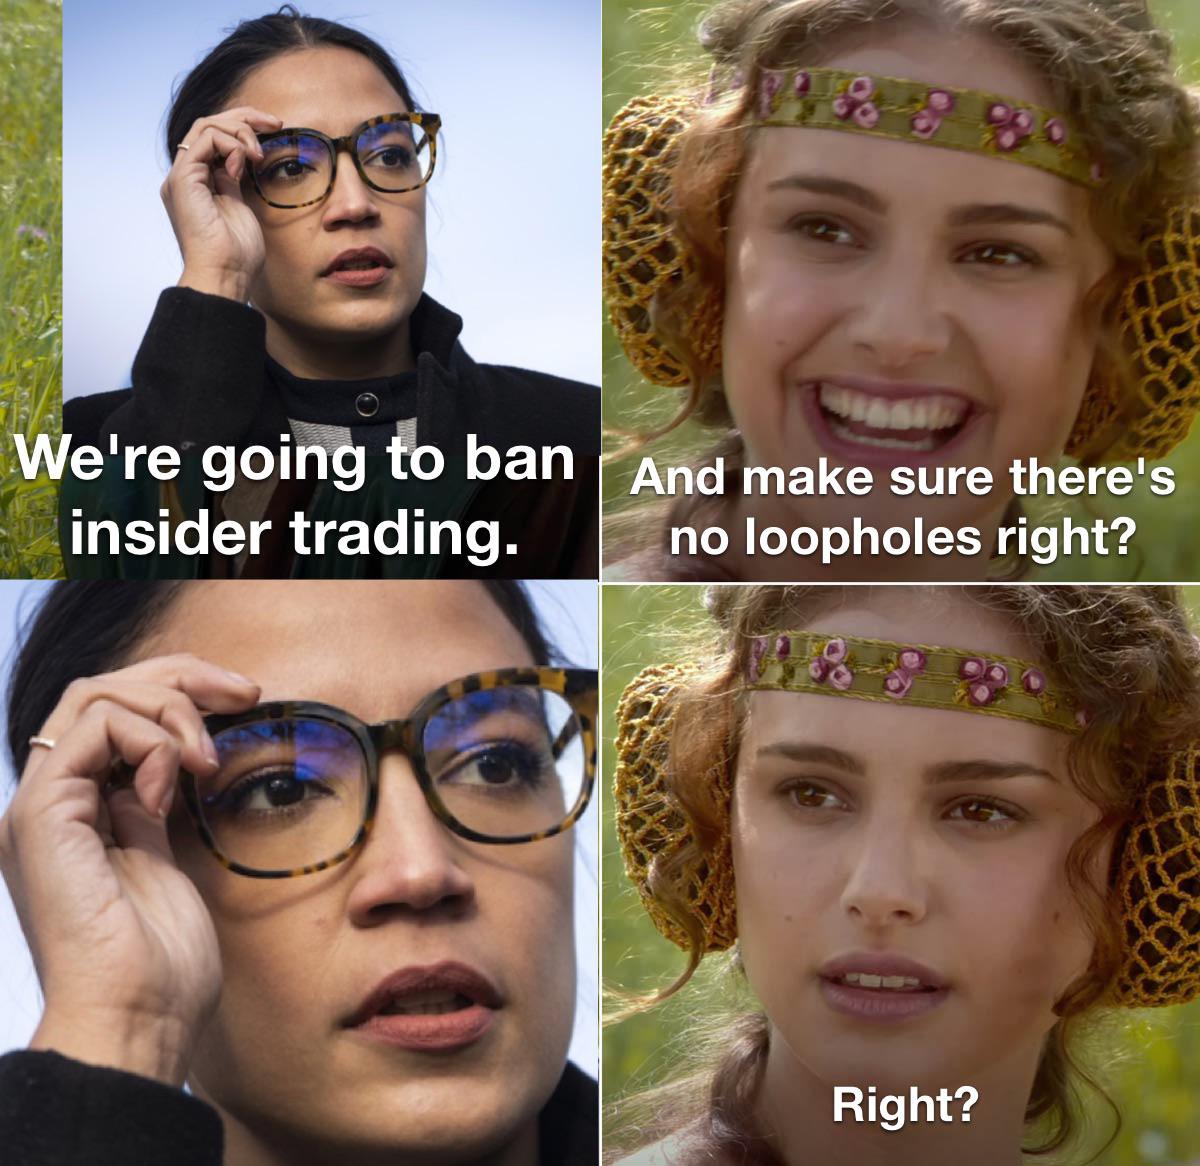 We're going to ban
insider trading.
And make sure there's
no loopholes right?
Right?